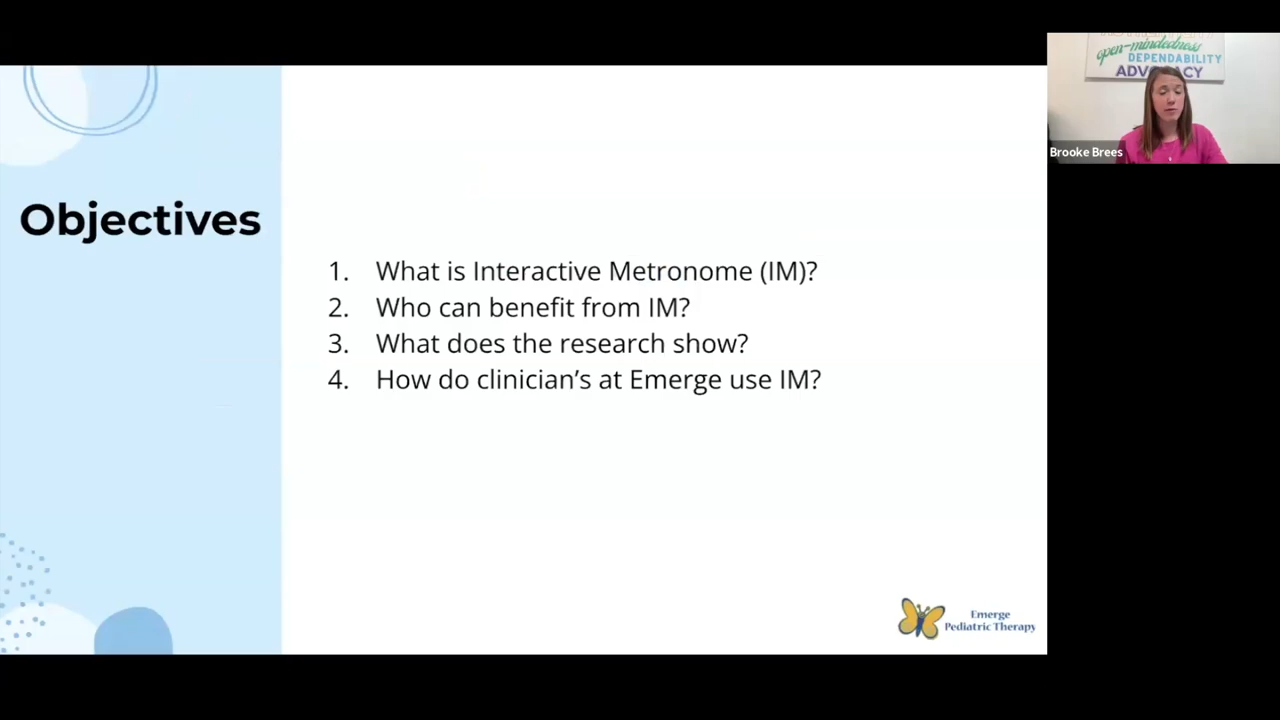 Objectives
1. What is Interactive Metronome (IM)?
2. Who can benefit from IM?
3. What does the research show?
4. How do clinician's at Emerge use IM?
Emerge
Pediatric Therapy
open-mindedness
DEPENDABILITY
ADVOCACY
Brooke Brees